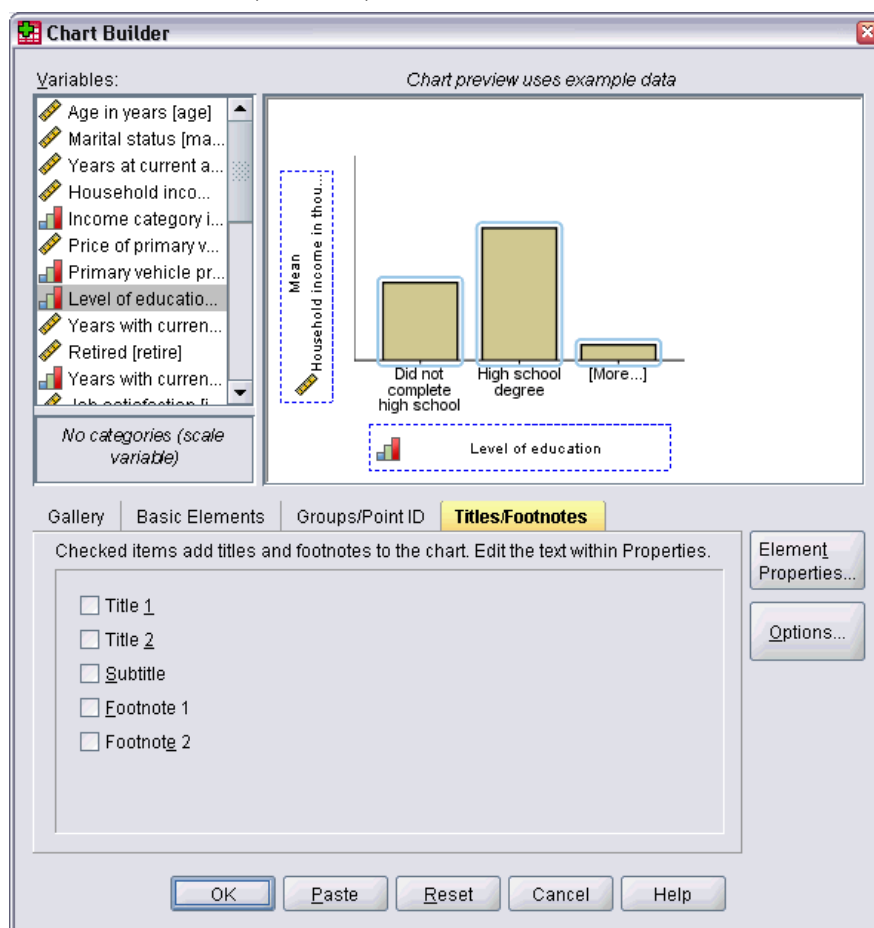 Chart Builder
Variables:
Chart preview uses example data
Age in years [age]
Marital status [ma...
Years at current a...
Household inco...
Income category i...
Price of primary v...
Primary vehicle pr...
Level of educatio...
Years with curren...
Retired [retire]
Years with curren...
Job satisfaction [j...
No categories (scale
variable)
Mean
Household income in thou...
Did not
complete
high school
High school
degree
[More...]
Level of education
Gallery
Basic Elements
Groups/Point ID
Titles/Footnotes
Checked items add titles and footnotes to the chart. Edit the text within Properties.
Title 1
Title 2
Subtitle
Footnote 1
Footnote 2
Element
Properties...
Options...
OK
Paste
Reset
Cancel
Help